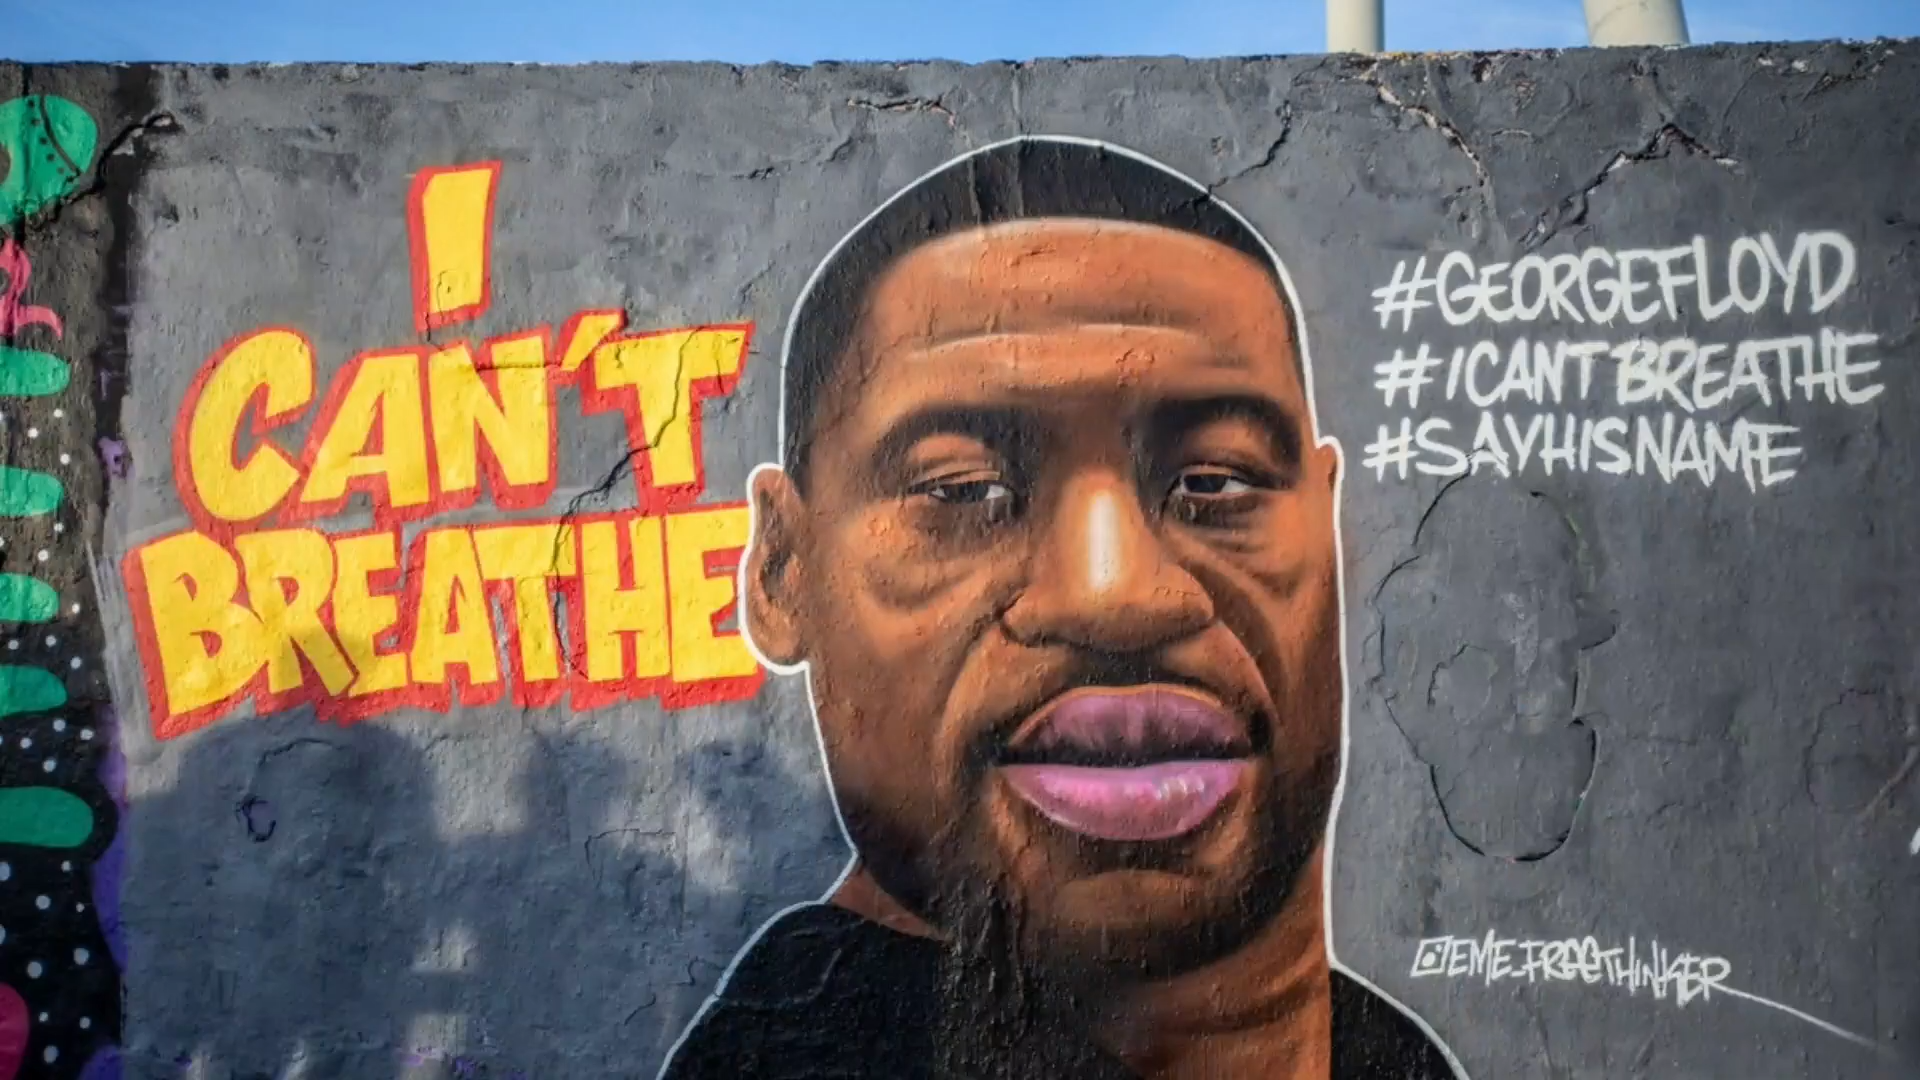 I
CAN'T
BREATHE
#GEORGEFLOYD
#ICANTBREATHE
#SAYHISNAME
@EME_FREETHINKER